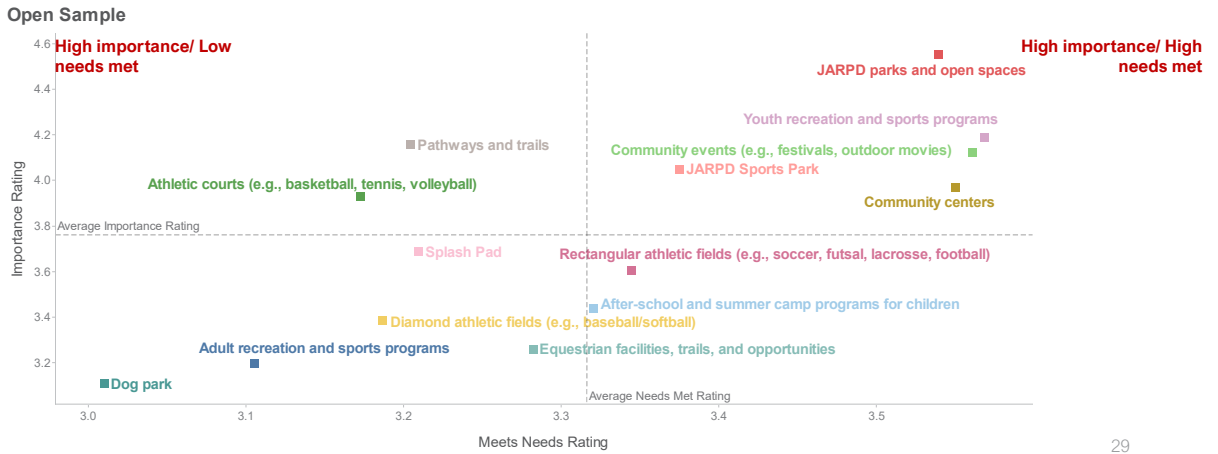 Open Sample
High importance/ Low
needs met
High importance/ High
needs met
4.6
4.4
4.2
4.0
3.8
3.6
3.4
3.2
Importance Rating
JARPD parks and open spaces
Youth recreation and sports programs
Pathways and trails
Community events (e.g., festivals, outdoor movies)
JARPD Sports Park
Athletic courts (e.g., basketball, tennis, volleyball)
Community centers
Average Importance Rating
Splash Pad
Rectangular athletic fields (e.g., soccer, futsal, lacrosse, football)
After-school and summer camp programs for children
Diamond athletic fields (e.g., baseball/softball)
Adult recreation and sports programs
Equestrian facilities, trails, and opportunities
Dog park
Average Needs Met Rating
3.0
3.1
3.2
3.3
3.4
3.5
Meets Needs Rating
29